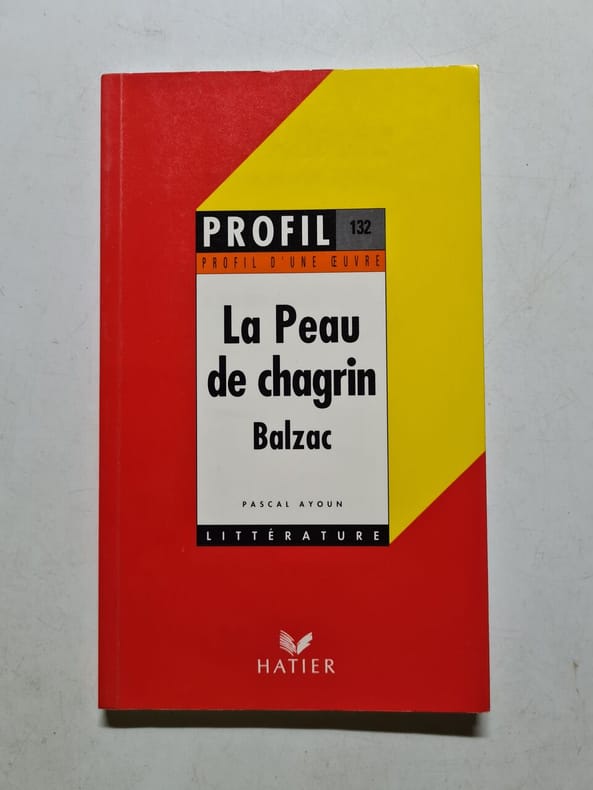 PROFIL 132
PROFIL D'UNE ŒUVRE
La Peau
de chagrin
Balzac
PASCAL AYOUN
LITTÉRATURE
HATIER